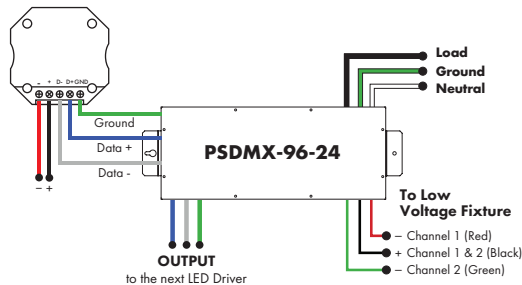 - + D- D+ GND
Load
Ground
Neutral
Ground
Data +
Data -
PSDMX-96-24
- +
To Low
Voltage Fixture
– Channel 1 (Red)
+ Channel 1 & 2 (Black)
– Channel 2 (Green)
OUTPUT
to the next LED Driver